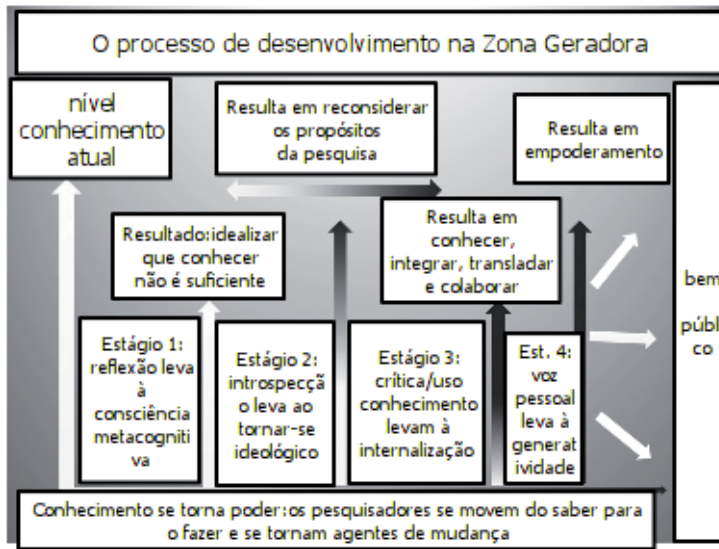 O processo de desenvolvimento na Zona Geradora
nível
conhecimento
atual
Resulta em reconsiderar
os propósitos
da pesquisa
Resulta em
empoderamento
Resultado:idealizar
que conhecer
não é suficiente
Resulta em
conhecer,
integrar, transladar
e colaborar
bem
públi
co
Estágio 1:
reflexão leva
à
consciência
metacogniti
va
Estágio 2:
introspecçã
o leva ao
tornar-se
ideológico
Estágio 3:
crítica/uso
conhecimento
levam à
internalização
Est. 4:
voz
pessoal
leva à
generat
ividade
Conhecimento se torna poder:os pesquisadores se movem do saber para
o fazer e se tornam agentes de mudança